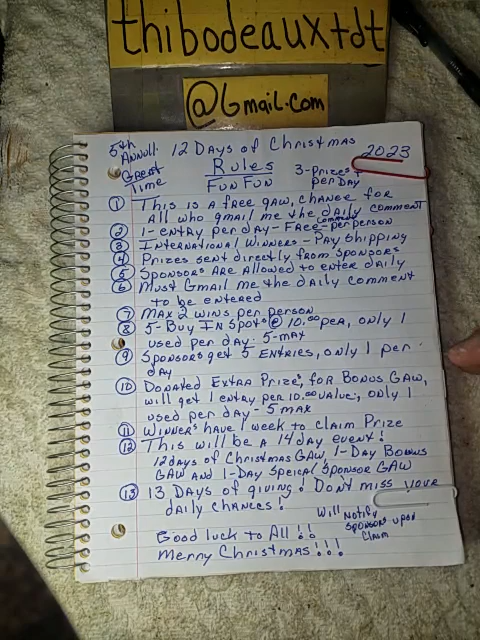 thibodeauxtdt
@Gmail.com
5th Annull Great Time
12 Days of Christmas 2023
Rules
Fun Fun
3-Prizes+ per Day
① This is a free GAW, change for
All who gmail me the daily comment
② 1-entry per day-Free-comment-per person
③ International Winners-Pay Shipping
④ Prizes sent directly from Sponsors
⑤ Sponsors Are Allowed to enter daily
⑥ Must Gmail me the daily comment
to be entered
⑦ Max 2 wins per person
⑧ 5-Buy In Spots @ 10.00 per, only 1
used per day-5-max
⑨ Sponsors get 5 Entries, only 1 per
day
⑩ Donated Extra Prizes, for Bonus GAW,
will get 1 entry per 10.00 value, only 1
used per day-5 max
⑪ Winners have 1 week to claim Prize
⑫ This will be a 14 day event!
12 days of Christmas GAW, 1-Day Bonus
GAW and 1-Day Speical Sponsor GAW
⑬ 13 Days of giving! Don't miss your
daily chances!
Will Notify Sponsors upon Claim
Good luck to All!!
Merry Christmas!!!